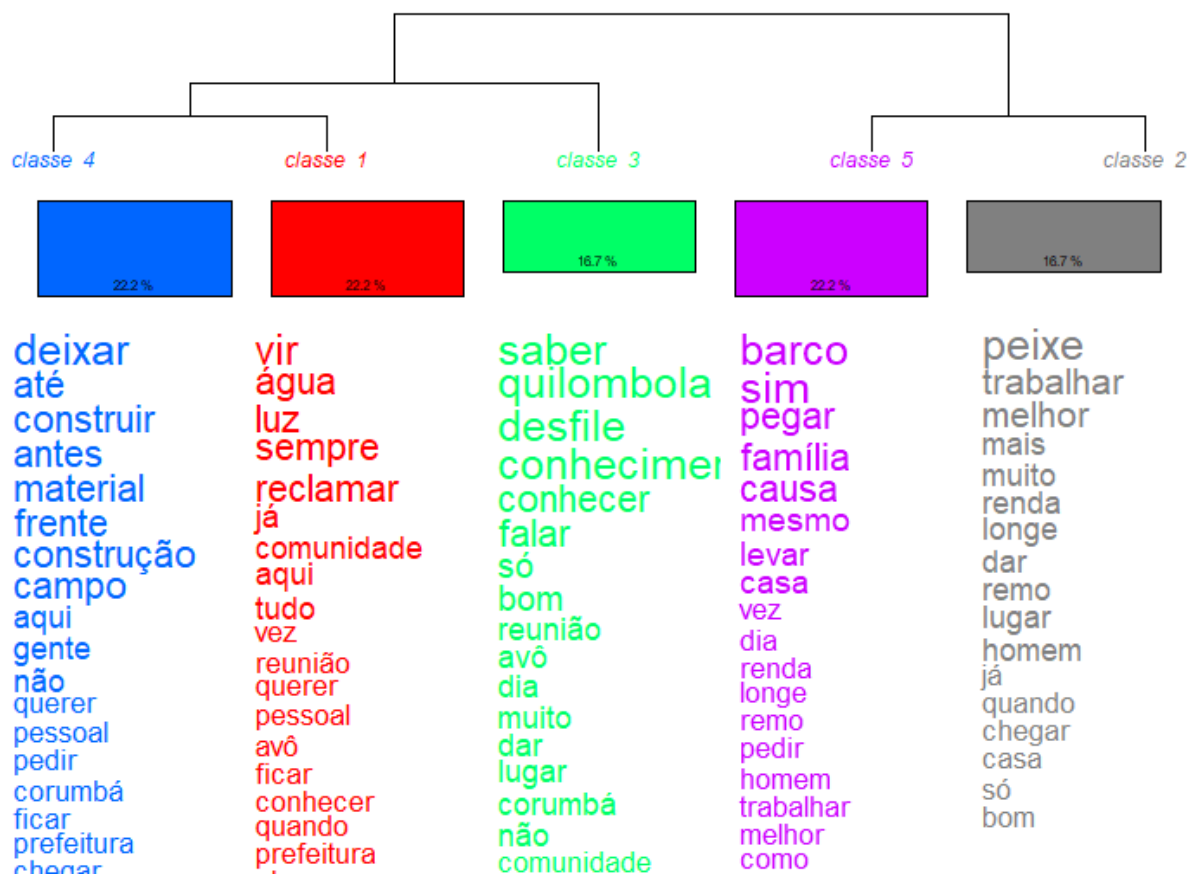 classe 4
classe 1
classe 3
classe 5
classe 2
22.2 %
22.2 %
16.7 %
22.2 %
16.7 %
deixar
até
construir
antes
material
frente
construção
campo
aqui
gente
não
querer
pessoal
pedir
corumbá
ficar
prefeitura
chegar
vir
água
luz
sempre
reclamar
já
comunidade
aqui
tudo
vez
reunião
querer
pessoal
avô
ficar
conhecer
quando
prefeitura
saber
quilombola
desfile
conhecimen
conhecer
falar
só
bom
reunião
avô
dia
muito
dar
lugar
corumbá
não
comunidade
barco
sim
pegar
família
causa
mesmo
levar
casa
vez
dia
renda
longe
remo
pedir
homem
trabalhar
melhor
como
peixe
trabalhar
melhor
mais
muito
renda
longe
dar
remo
lugar
homem
já
quando
chegar
casa
só
bom